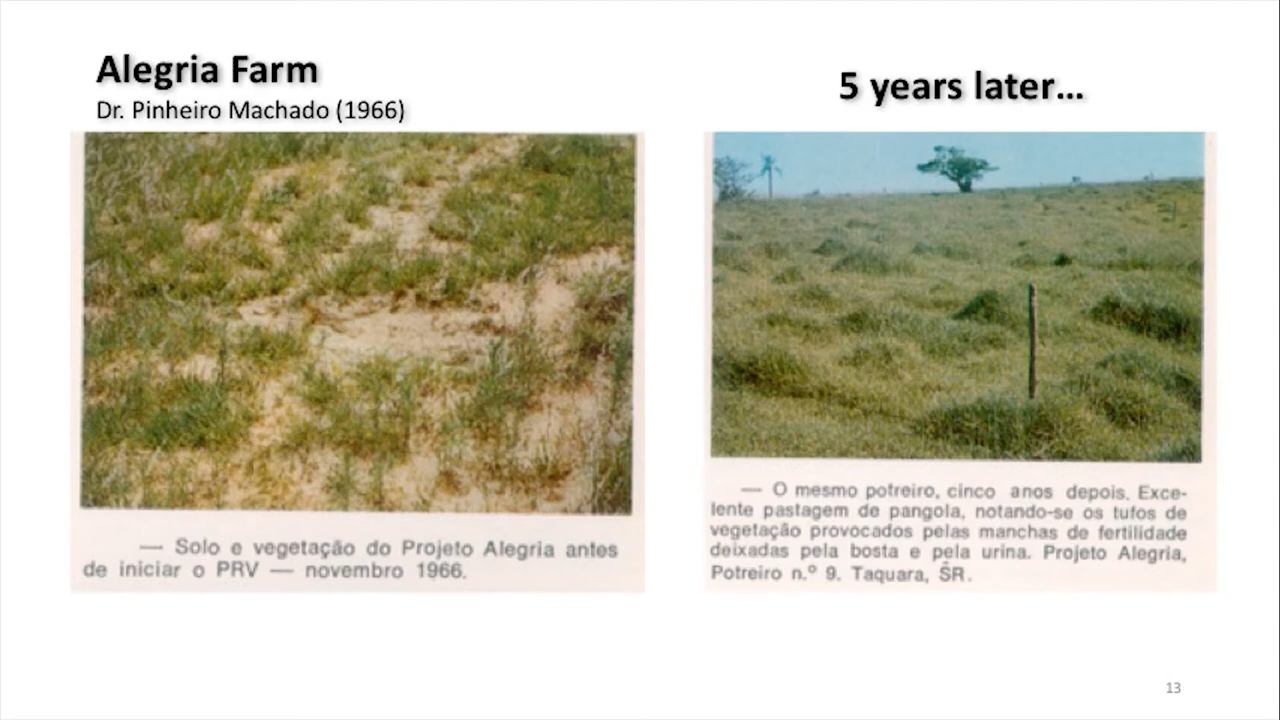 Alegria Farm
Dr. Pinheiro Machado (1966)
5 years later...
— Solo e vegetação do Projeto Alegria antes
de iniciar o PRV — novembro 1966.
— O mesmo potreiro, cinco anos depois. Exce-
lente pastagem de pangola, notando-se os tufos de
vegetação provocados pelas manchas de fertilidade
deixadas pela bosta e pela urina. Projeto Alegria,
Potreiro n.º 9. Taquara, SR.
13